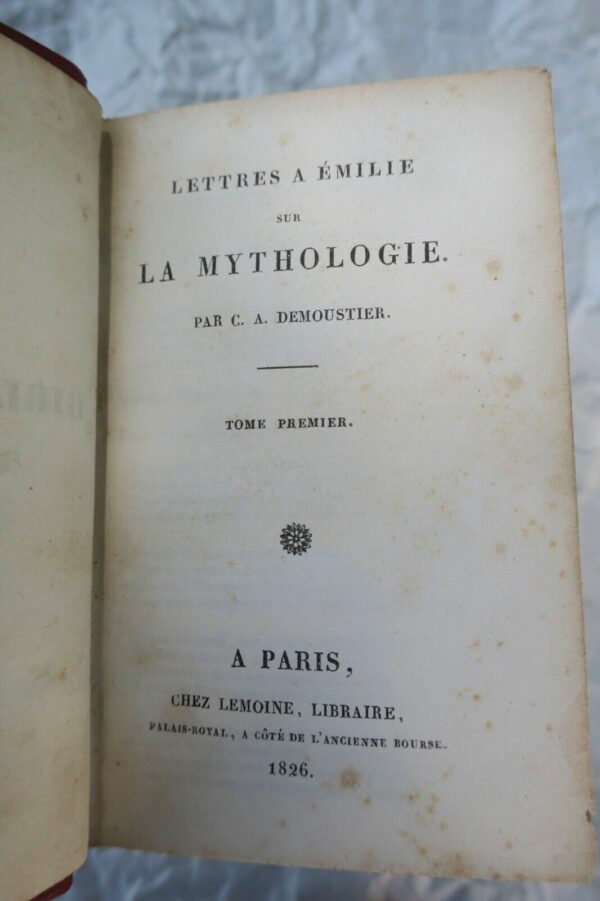 LETTRES A ÉMILIE
SUR
LA MYTHOLOGIE.
PAR C. A. DEMOUSTIER.
TOME PREMIER.
A PARIS,
CHEZ LEMOINE, LIBRAIRE,
PALAIS-ROYAL, A CÔTÉ DE L'ANCIENNE BOURSE.
1826.